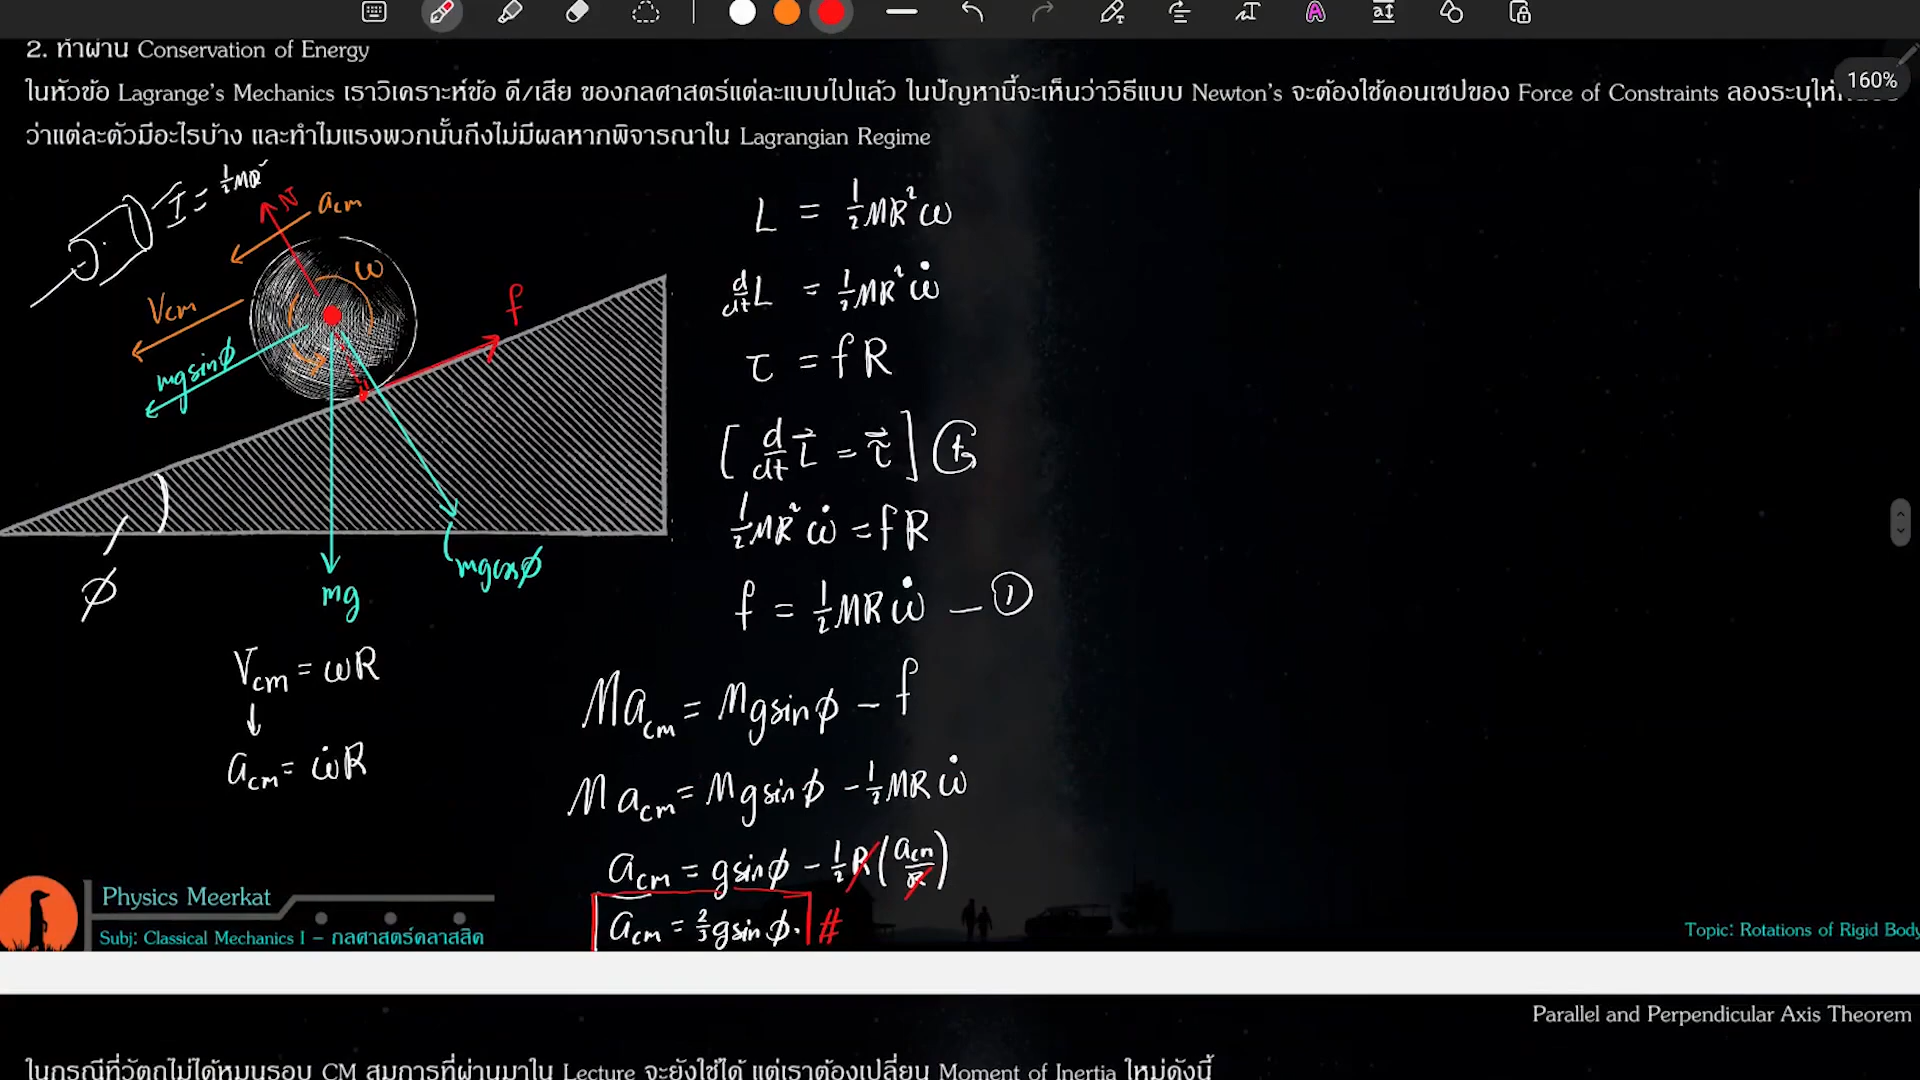 2. ทำผ่าน Conservation of Energy
160%
ในหัวข้อ Lagrange's Mechanics เราวิเคราะห์ข้อ ดี/เสีย ของกลศาสตร์แต่ละแบบไปแล้ว ในปัญหานี้จะเห็นว่าวิธีแบบ Newton's จะต้องใช้คอนเซปของ Force of Constraints ลองระบุให้
ว่าแต่ละตัวมีอะไรบ้าง และทำไมแรงพวกนั้นถึงไม่มีผลหากพิจารณาใน Lagrangian Regime
I = ½MR²
N
a_cm
ω
V_cm
f
mg sinφ
mg cosφ
mg
φ
V_cm = ωR
↓
a_cm = ω̇R
L = ½MR²ω
d/dt L = ½MR²ω̇
τ = fR
[d/dt L⃗ = τ⃗] +
½MR²ω̇ = fR
f = ½MRω̇ — ①
Ma_cm = Mg sinφ − f
Ma_cm = Mg sinφ − ½MRω̇
a_cm = g sinφ − ½R(a_cm/R)
a_cm = ⅔g sinφ. #
Physics Meerkat
Subj: Classical Mechanics I – กลศาสตร์คลาสสิค
Topic: Rotations of Rigid Body
Parallel and Perpendicular Axis Theorem
ในกรณีที่วัตถุไม่ได้หมุนรอบ CM สมการที่ผ่านมาใน Lecture จะยังใช้ได้ แต่เราต้องเปลี่ยน Moment of Inertia ใหม่ดังนี้